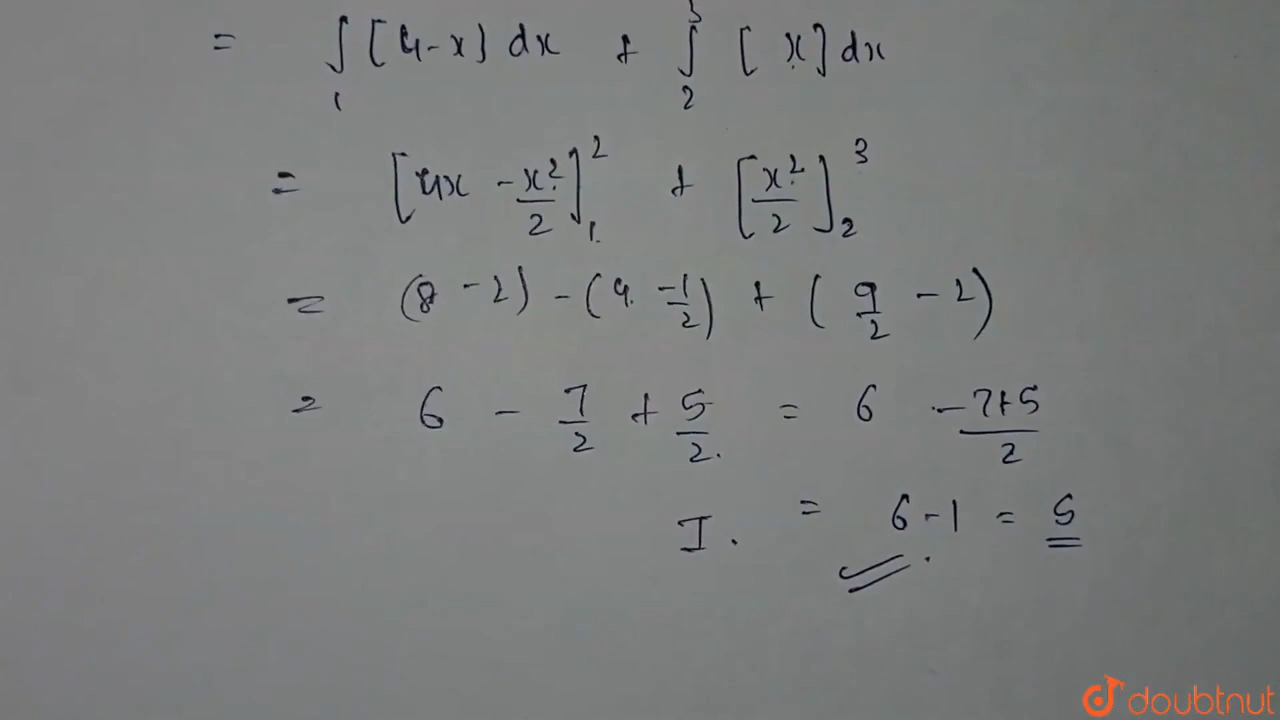 = ∫₁ [4-x] dx + ∫₂³ [x] dx
= [4x - x²/2]₁² + [x²/2]₂³
= (8 - 2) - (4 - 1/2) + (9/2 - 2)
= 6 - 7/2 + 5/2. = 6 - 7+5/2
I. = 6 - 1 = 5
doubtnut